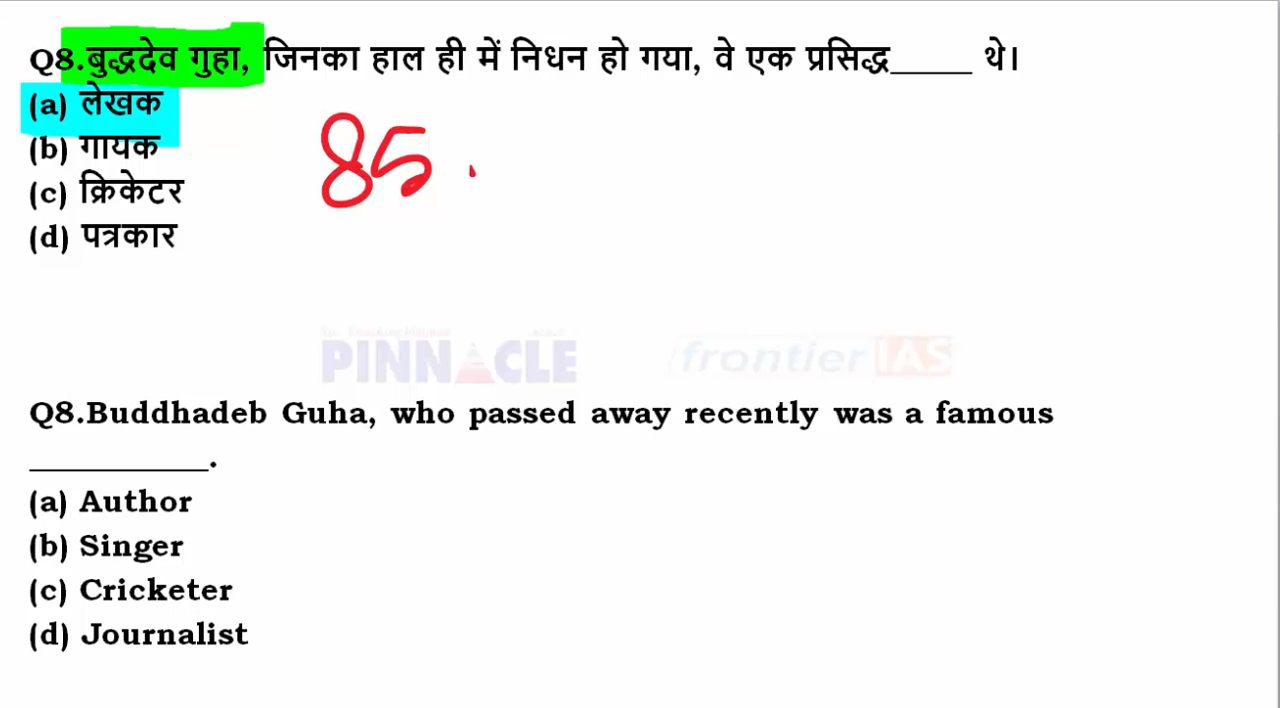 Q8.बुद्धदेव गुहा, जिनका हाल ही में निधन हो गया, वे एक प्रसिद्ध_____ थे।
(a) लेखक
85.
(b) गायक
(c) क्रिकेटर
(d) पत्रकार
PINNACLE frontier IAS
Q8.Buddhadeb Guha, who passed away recently was a famous
___________.
(a) Author
(b) Singer
(c) Cricketer
(d) Journalist